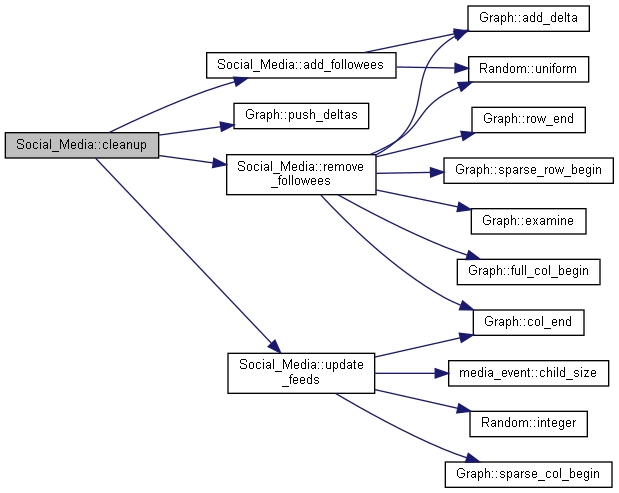 Graph::add_delta
Social_Media::add_followees
Random::uniform
Graph::push_deltas
Graph::row_end
Social_Media::cleanup
Social_Media::remove
_followees
Graph::sparse_row_begin
Graph::examine
Graph::full_col_begin
Graph::col_end
Social_Media::update
_feeds
media_event::child_size
Random::integer
Graph::sparse_col_begin